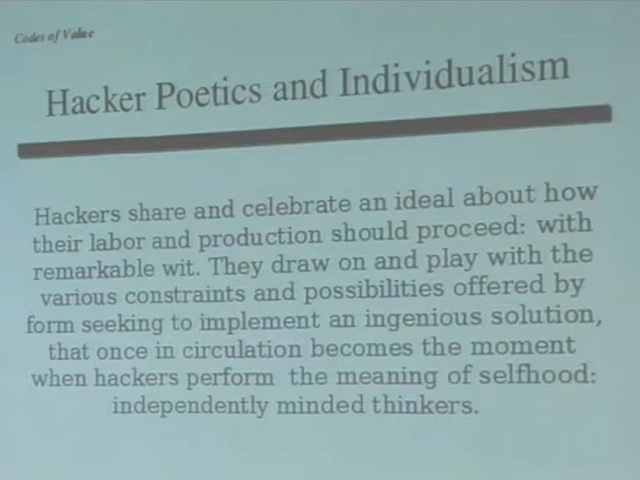 Codes of Value
Hacker Poetics and Individualism
Hackers share and celebrate an ideal about how
their labor and production should proceed: with
remarkable wit. They draw on and play with the
various constraints and possibilities offered by
form seeking to implement an ingenious solution,
that once in circulation becomes the moment
when hackers perform the meaning of selfhood:
independently minded thinkers.